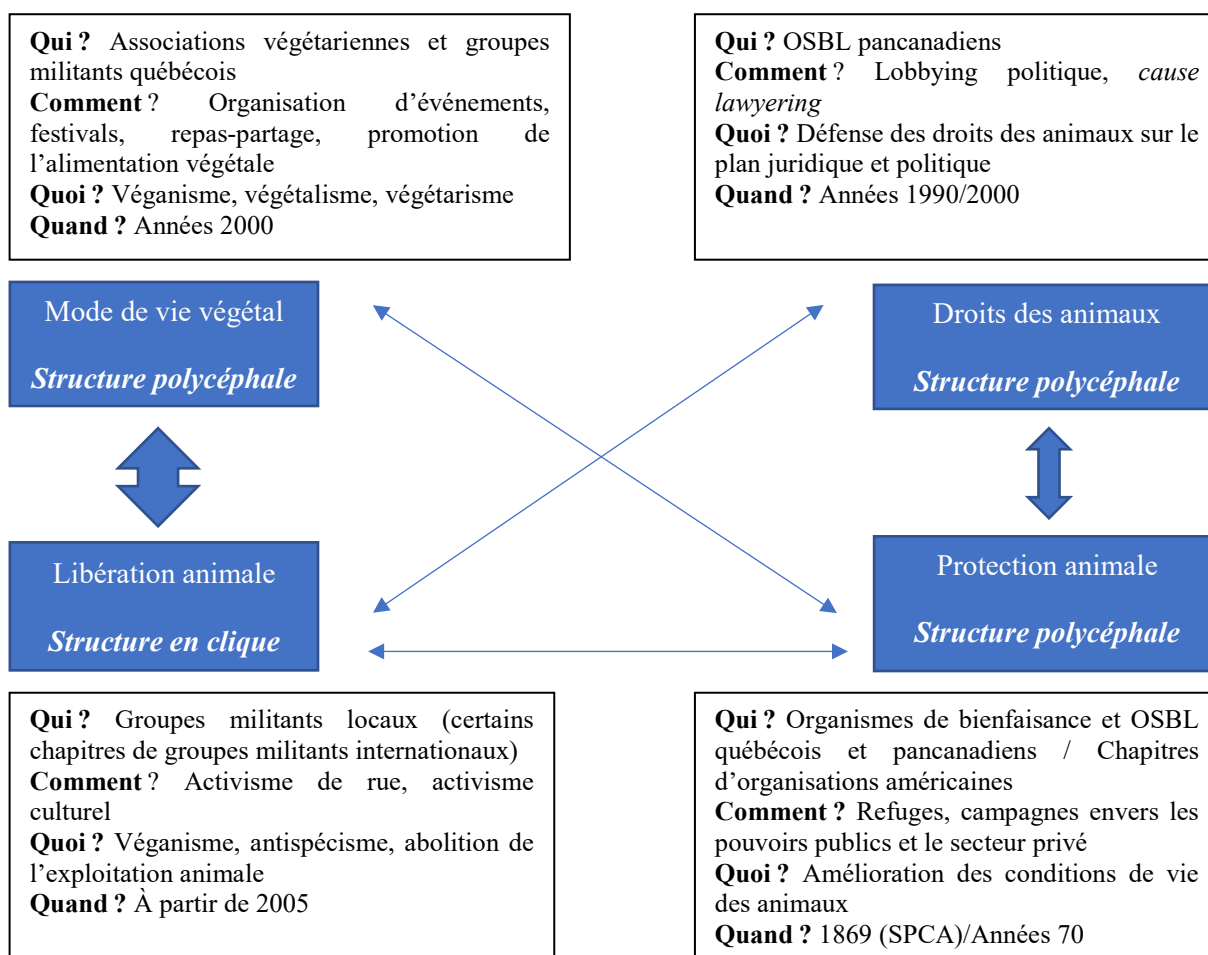 Qui ? Associations végétariennes et groupes
militants québécois
Comment ? Organisation d'événements,
festivals, repas-partage, promotion de
l'alimentation végétale
Quoi ? Véganisme, végétalisme, végétarisme
Quand ? Années 2000
Qui ? OSBL pancanadiens
Comment ? Lobbying politique, cause
lawyering
Quoi ? Défense des droits des animaux sur le
plan juridique et politique
Quand ? Années 1990/2000
Mode de vie végétal
Structure polycéphale
Droits des animaux
Structure polycéphale
Libération animale
Structure en clique
Protection animale
Structure polycéphale
Qui ? Groupes militants locaux (certains
chapitres de groupes militants internationaux)
Comment ? Activisme de rue, activisme
culturel
Quoi ? Véganisme, antispécisme, abolition de
l'exploitation animale
Quand ? À partir de 2005
Qui ? Organismes de bienfaisance et OSBL
québécois et pancanadiens / Chapitres
d'organisations américaines
Comment ? Refuges, campagnes envers les
pouvoirs publics et le secteur privé
Quoi ? Amélioration des conditions de vie
des animaux
Quand ? 1869 (SPCA)/Années 70